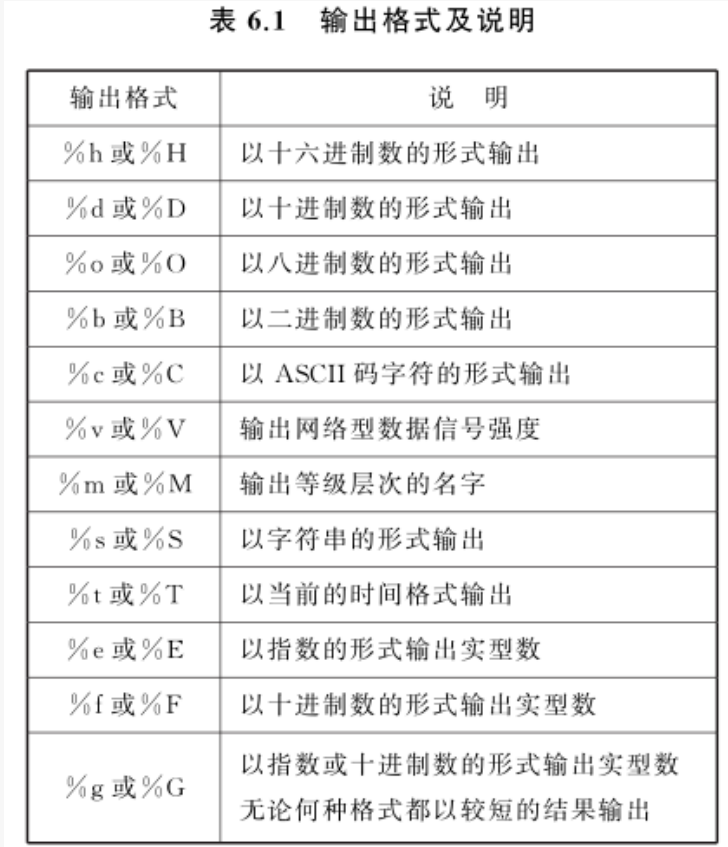 表 6.1 输出格式及说明
输出格式 说 明
%h 或%H 以十六进制数的形式输出
%d 或%D 以十进制数的形式输出
%o 或%O 以八进制数的形式输出
%b 或%B 以二进制数的形式输出
%c 或%C 以 ASCII 码字符的形式输出
%v 或%V 输出网络型数据信号强度
%m 或%M 输出等级层次的名字
%s 或%S 以字符串的形式输出
%t 或%T 以当前的时间格式输出
%e 或%E 以指数的形式输出实型数
%f 或%F 以十进制数的形式输出实型数
%g 或%G 以指数或十进制数的形式输出实型数
无论何种格式都以较短的结果输出